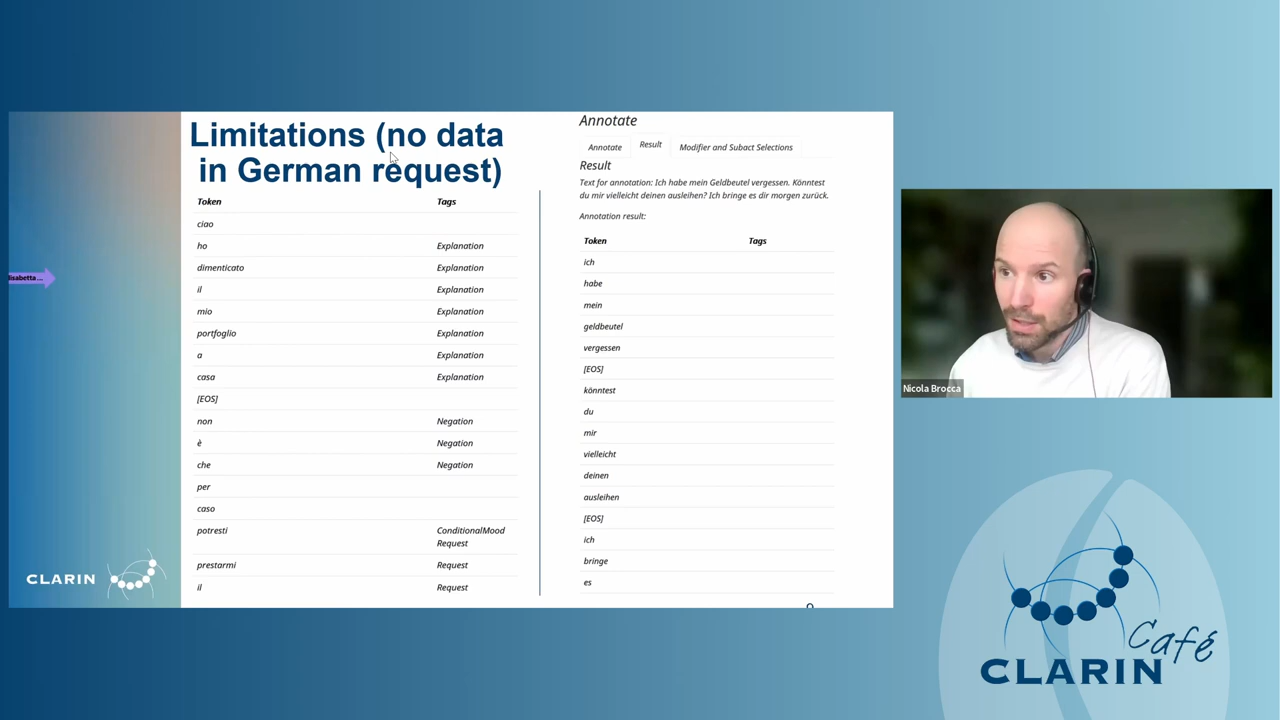 Limitations (no data
in German request)
Token Tags
ciao
ho Explanation
dimenticato Explanation
il Explanation
mio Explanation
portfoglio Explanation
a Explanation
casa Explanation
[EOS]
non Negation
è Negation
che Negation
per
caso
potresti ConditionalMood
Request
prestarmi Request
il Request
Annotate
Annotate Result Modifier and Subact Selections
Result
Text for annotation: Ich habe mein Geldbeutel vergessen. Könntest
du mir vielleicht deinen ausleihen? Ich bringe es dir morgen zurück.
Annotation result:
Token Tags
ich
habe
mein
geldbeutel
vergessen
[EOS]
könntest
du
mir
vielleicht
deinen
ausleihen
[EOS]
ich
bringe
es
CLARIN
Nicola Brocca
Café
CLARIN